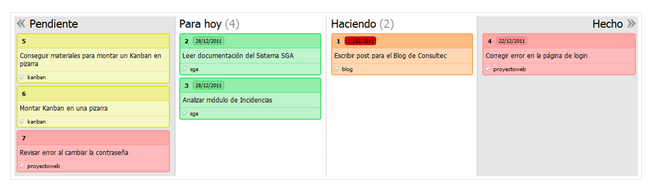 « Pendiente
5
Conseguir materiales para montar un Kanban en
pizarra
kanban
6
Montar Kanban en una pizarra
kanban
7
Revisar error al cambiar la contraseña
proyectoweb
Para hoy (4)
2 28/12/2011
Leer documentación del Sistema SGA
sga
3 28/12/2011
Analizar módulo de Incidencias
sga
Haciendo (2)
1
Escribir post para el Blog de Consultec
blog
Hecho »
4 22/12/2011
Corregir error en la página de login
proyectoweb